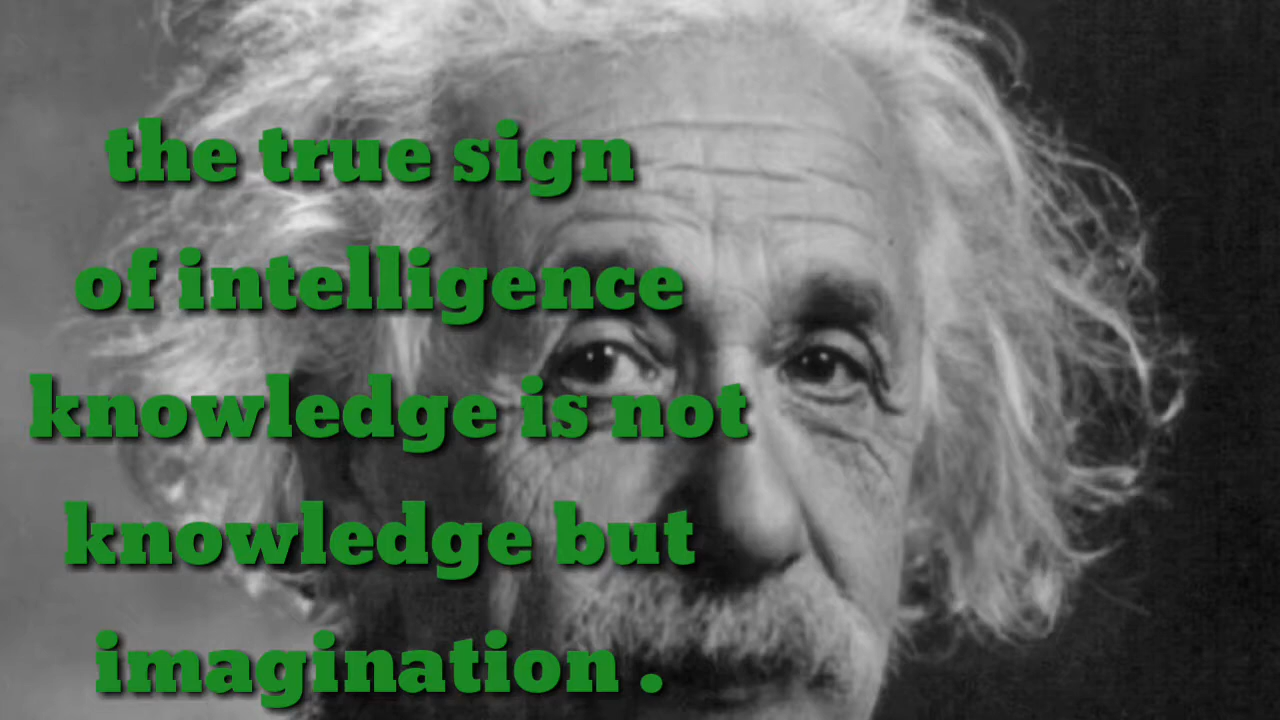 the true sign
of intelligence
knowledge is not
knowledge but
imagination .